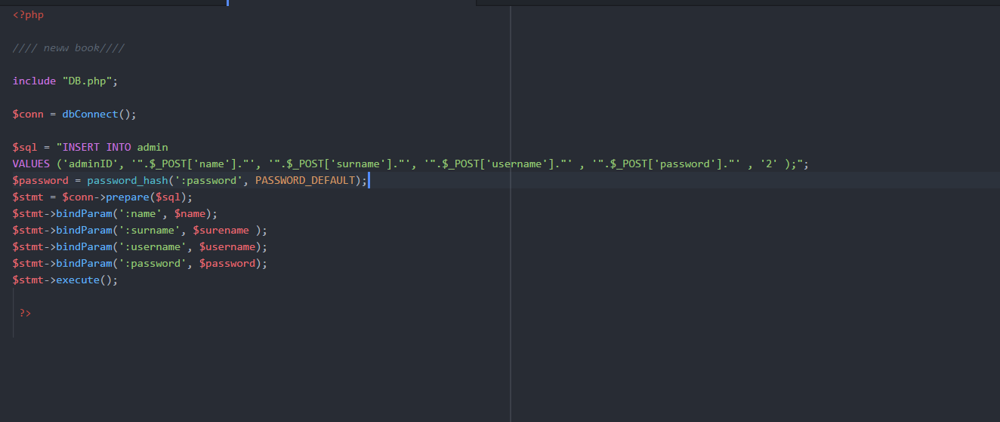 <?php
//// neww book////
include "DB.php";
$conn = dbConnect();
$sql = "INSERT INTO admin
VALUES ('adminID', '".$_POST['name']."', '".$_POST['surname']."', '".$_POST['username']."' , '".$_POST['password']."' , '2' );";
$password = password_hash(':password', PASSWORD_DEFAULT);
$stmt = $conn->prepare($sql);
$stmt->bindParam(':name', $name);
$stmt->bindParam(':surname', $surename );
$stmt->bindParam(':username', $username);
$stmt->bindParam(':password', $password);
$stmt->execute();
?>